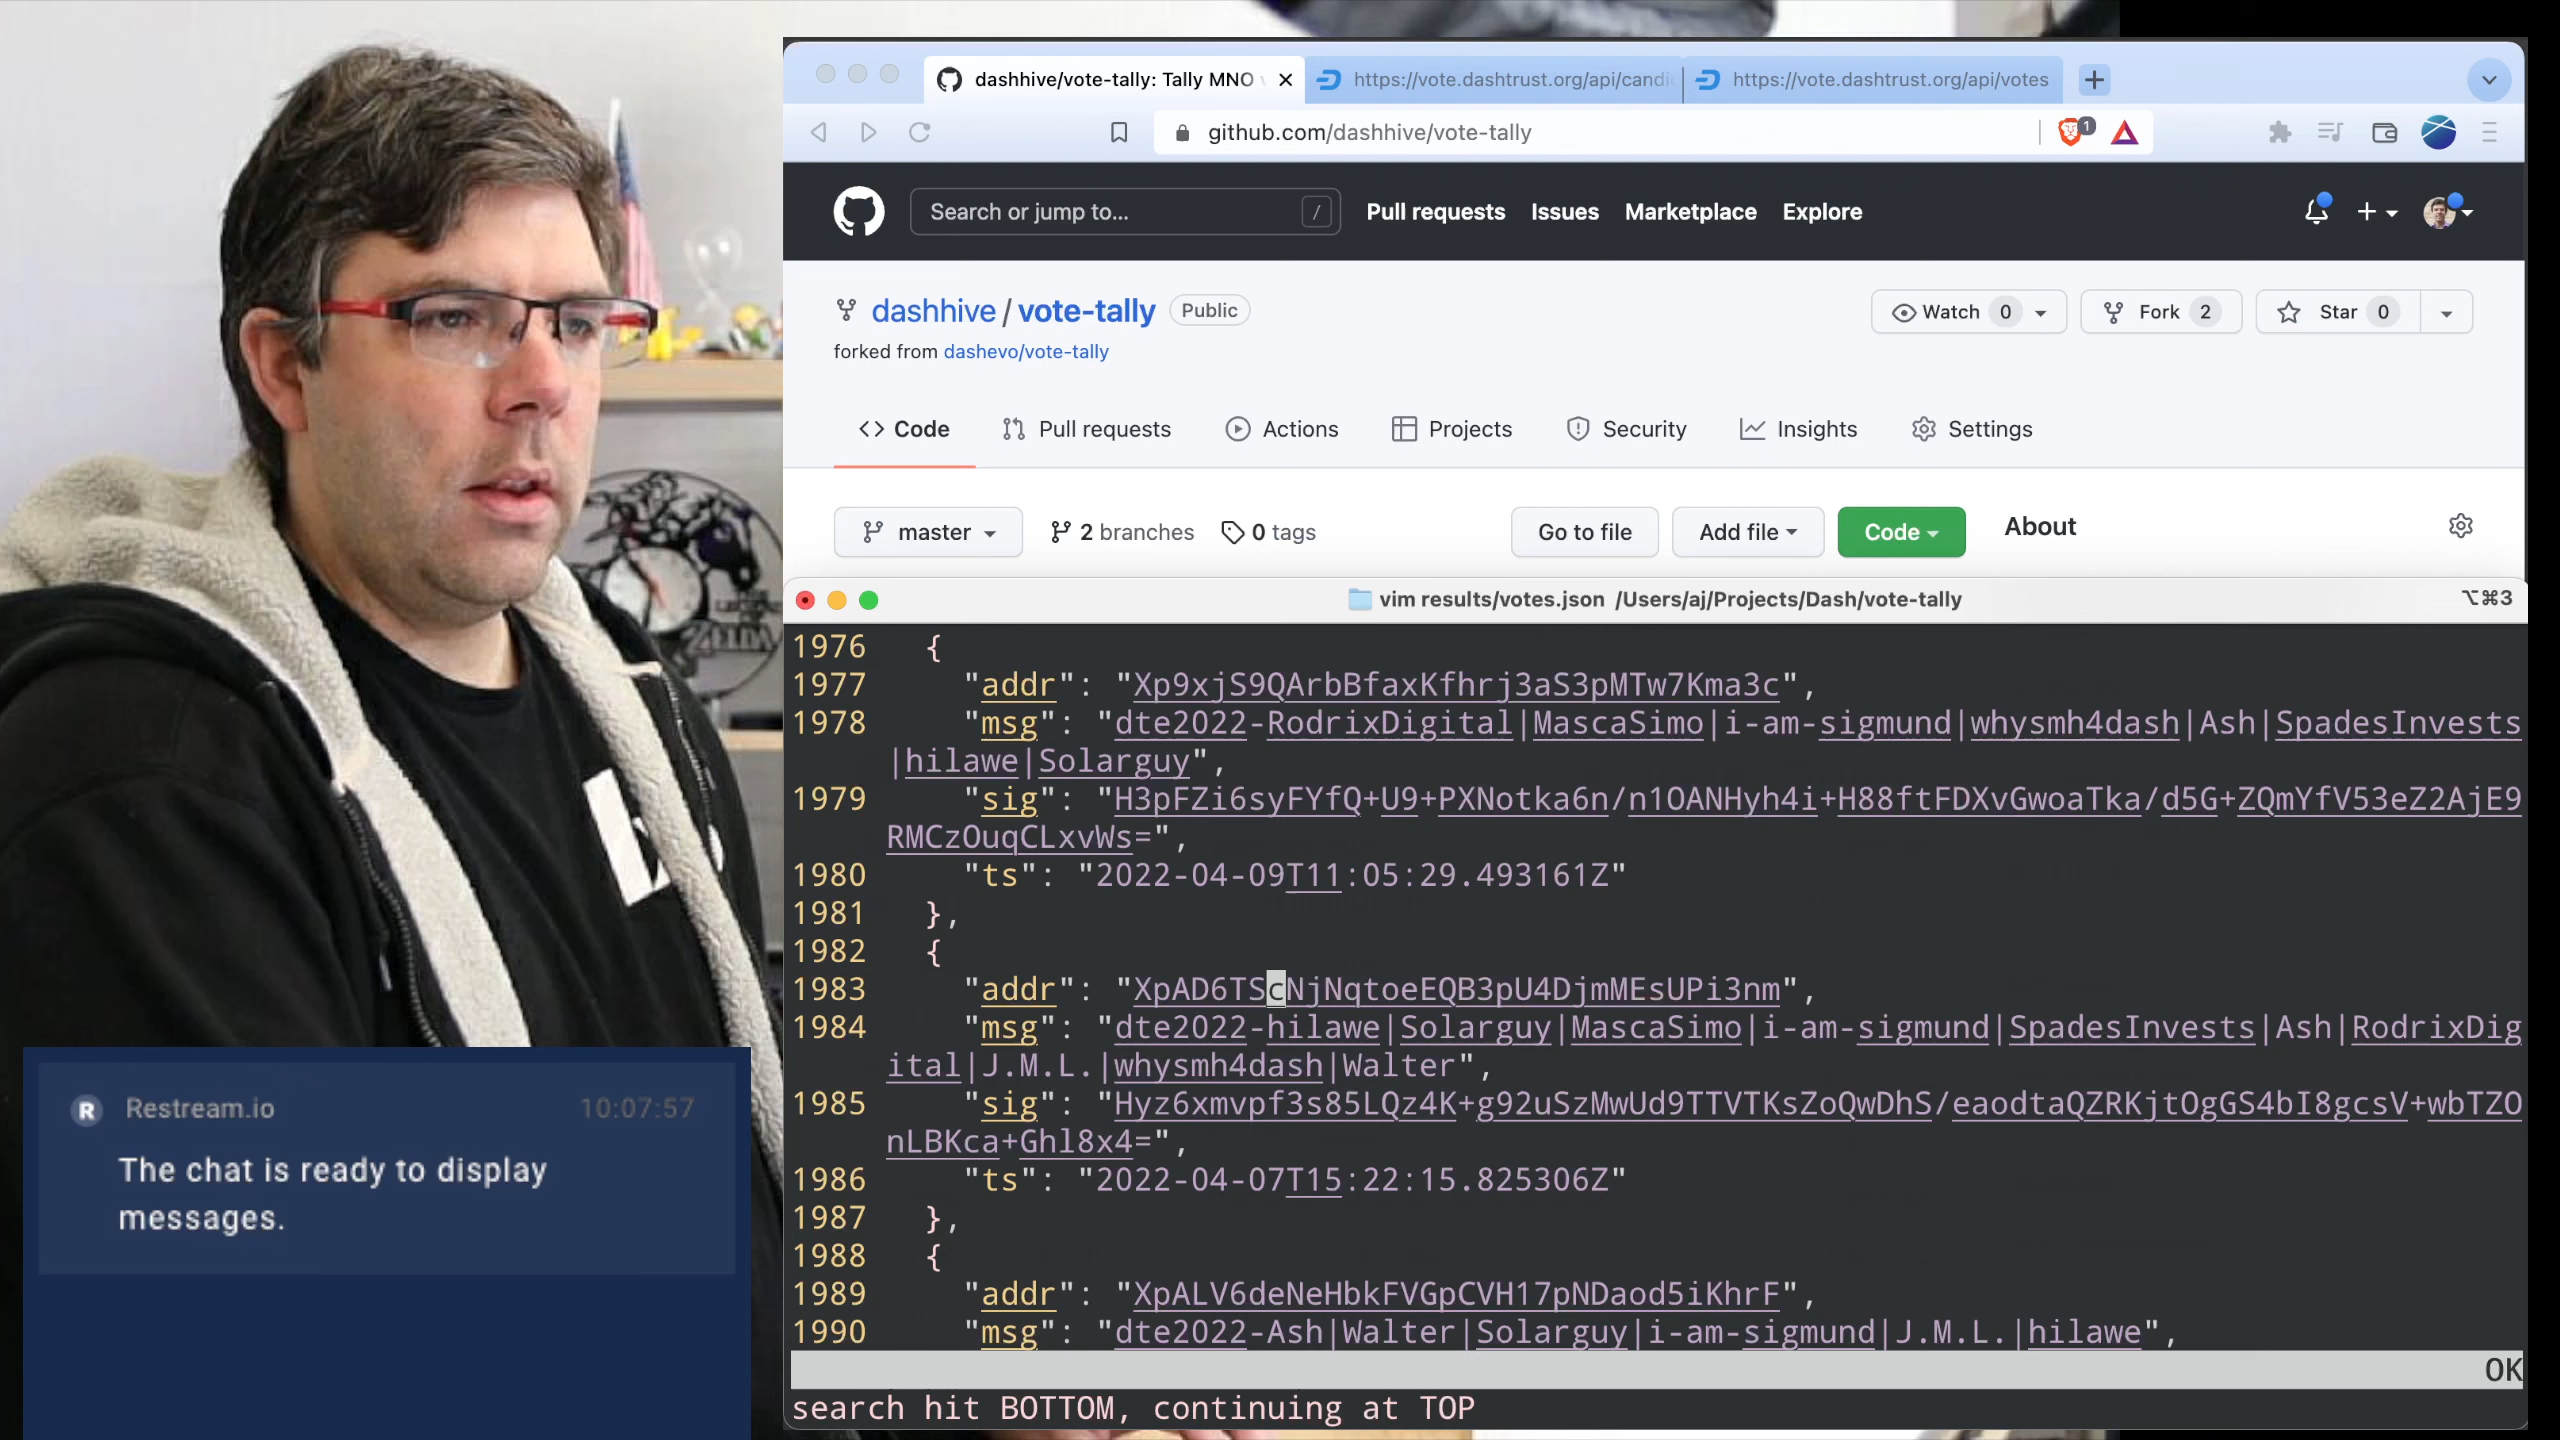 dashhive/vote-tally: Tally MNO
https://vote.dashtrust.org/api/candi
https://vote.dashtrust.org/api/votes
github.com/dashhive/vote-tally
1
Search or jump to...
/
Pull requests
Issues
Marketplace
Explore
dashhive / vote-tally
Public
Watch 0
Fork 2
Star 0
forked from dashevo/vote-tally
Code
Pull requests
Actions
Projects
Security
Insights
Settings
master
2 branches
0 tags
Go to file
Add file
Code
About
vim results/votes.json /Users/aj/Projects/Dash/vote-tally
⌥⌘3
1976 {
1977 "addr": "Xp9xjS9QArbBfaxKfhrj3aS3pMTw7Kma3c",
1978 "msg": "dte2022-RodrixDigital|MascaSimo|i-am-sigmund|whysmh4dash|Ash|SpadesInvests
|hilawe|Solarguy",
1979 "sig": "H3pFZi6syFYfQ+U9+PXNotka6n/n1OANHyh4i+H88ftFDXvGwoaTka/d5G+ZQmYfV53eZ2AjE9
RMCzOuqCLxvWs=",
1980 "ts": "2022-04-09T11:05:29.493161Z"
1981 },
1982 {
1983 "addr": "XpAD6TScNjNqtoeEQB3pU4DjmMEsUPi3nm",
1984 "msg": "dte2022-hilawe|Solarguy|MascaSimo|i-am-sigmund|SpadesInvests|Ash|RodrixDig
ital|J.M.L.|whysmh4dash|Walter",
1985 "sig": "Hyz6xmvpf3s85LQz4K+g92uSzMwUd9TTVTKsZoQwDhS/eaodtaQZRKjtOgGS4bI8gcsV+wbTZO
nLBKca+Ghl8x4=",
1986 "ts": "2022-04-07T15:22:15.825306Z"
1987 },
1988 {
1989 "addr": "XpALV6deNeHbkFVGpCVH17pNDaod5iKhrF",
1990 "msg": "dte2022-Ash|Walter|Solarguy|i-am-sigmund|J.M.L.|hilawe",
OK
search hit BOTTOM, continuing at TOP
ZELDA
R Restream.io 10:07:57
The chat is ready to display
messages.